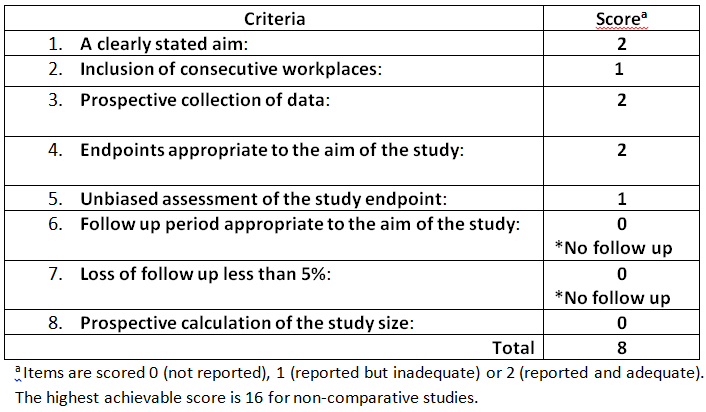 Criteria Scoreᵃ
1. A clearly stated aim: 2
2. Inclusion of consecutive workplaces: 1
3. Prospective collection of data: 2
4. Endpoints appropriate to the aim of the study: 2
5. Unbiased assessment of the study endpoint: 1
6. Follow up period appropriate to the aim of the study: 0
*No follow up
7. Loss of follow up less than 5%: 0
*No follow up
8. Prospective calculation of the study size: 0
Total 8
ᵃ Items are scored 0 (not reported), 1 (reported but inadequate) or 2 (reported and adequate).
The highest achievable score is 16 for non-comparative studies.